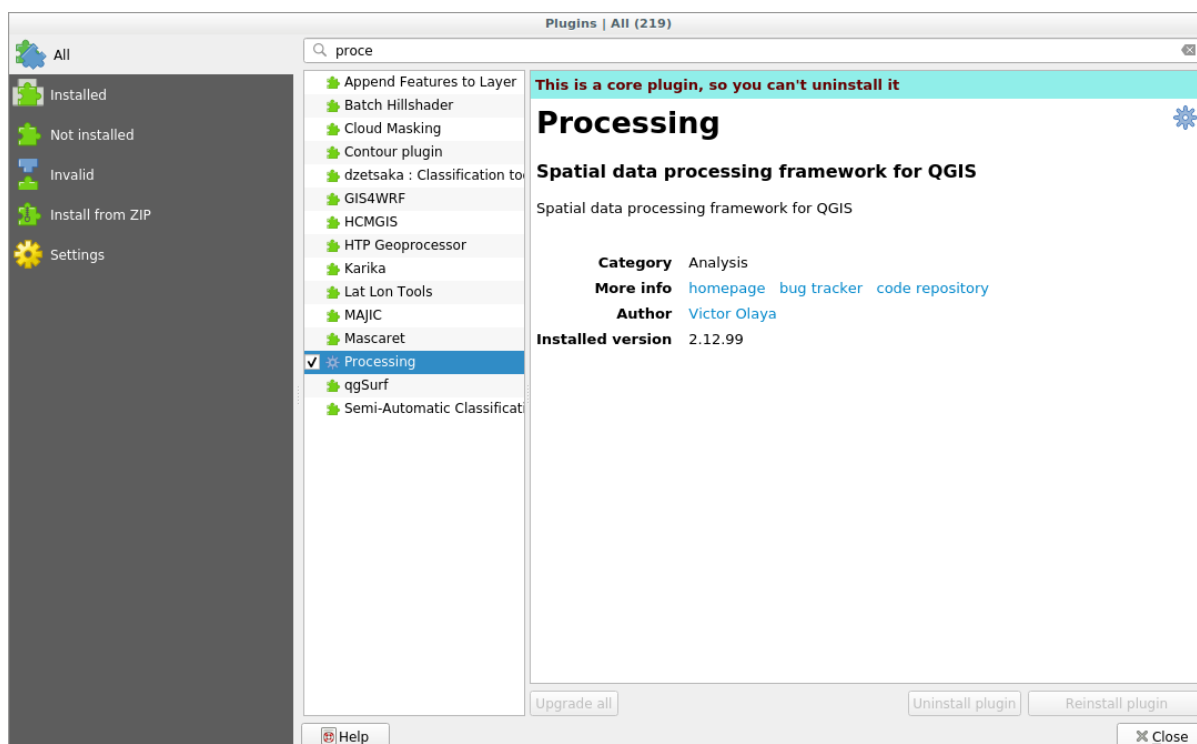 Plugins | All (219)
All
Installed
Not installed
Invalid
Install from ZIP
Settings
proce
Append Features to Layer
Batch Hillshader
Cloud Masking
Contour plugin
dzetsaka : Classification to
GIS4WRF
HCMGIS
HTP Geoprocessor
Karika
Lat Lon Tools
MAJIC
Mascaret
Processing
qgSurf
Semi-Automatic Classificati
This is a core plugin, so you can't uninstall it
Processing
Spatial data processing framework for QGIS
Spatial data processing framework for QGIS
Category Analysis
More info homepage bug tracker code repository
Author Victor Olaya
Installed version 2.12.99
Upgrade all Uninstall plugin Reinstall plugin
Help Close